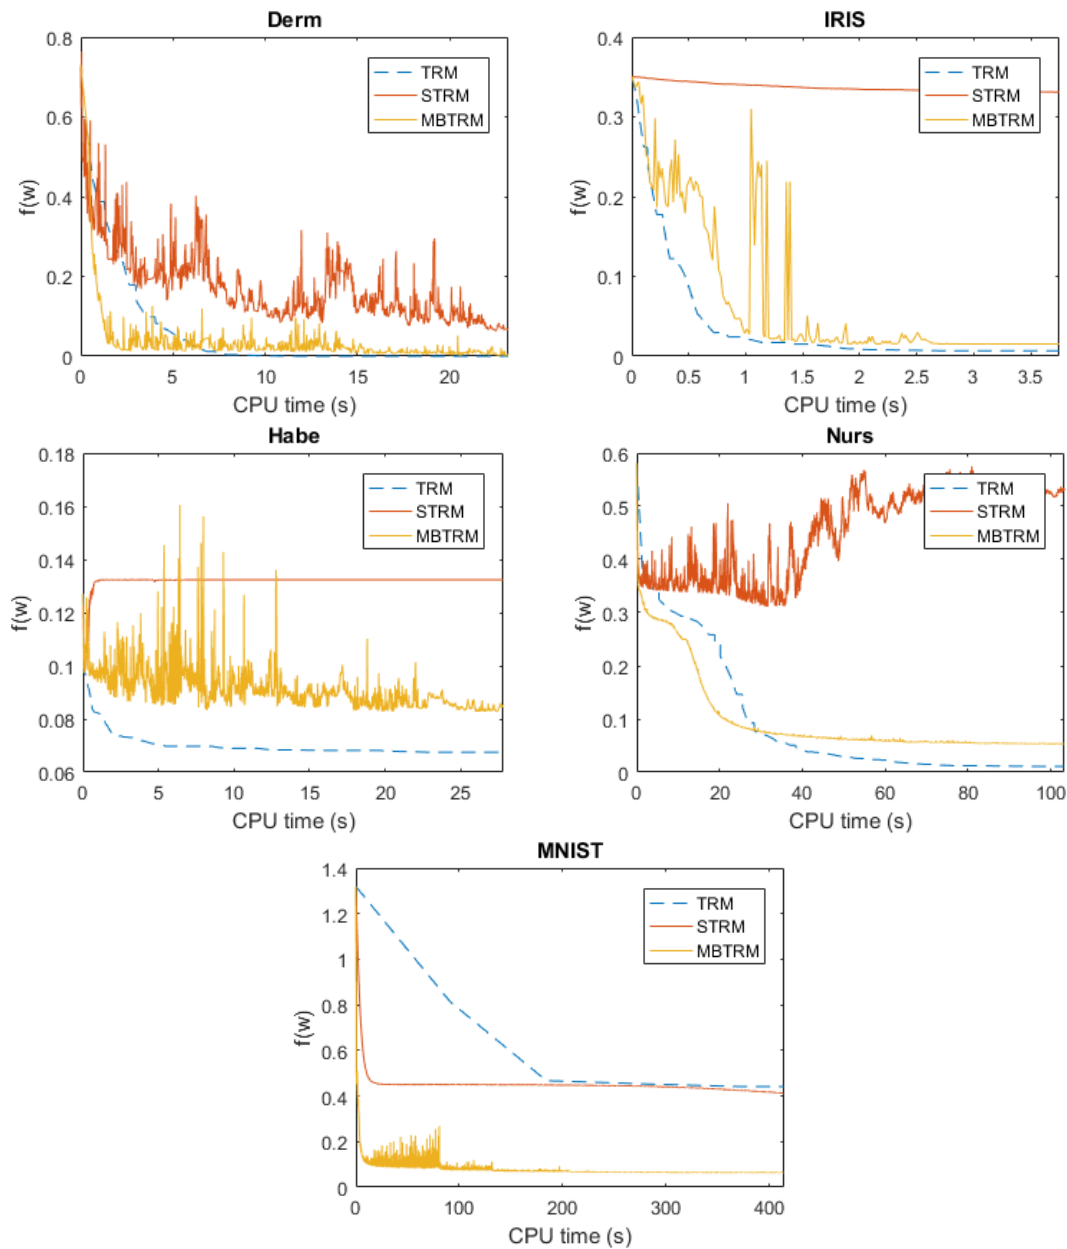 Derm
0.8
0.6
0.4
0.2
0
f(w)
TRM
STRM
MBTRM
0 5 10 15 20
CPU time (s)
IRIS
0.4
0.3
0.2
0.1
0
f(w)
TRM
STRM
MBTRM
0 0.5 1 1.5 2 2.5 3 3.5
CPU time (s)
Habe
0.18
0.16
0.14
0.12
0.1
0.08
0.06
f(w)
TRM
STRM
MBTRM
0 5 10 15 20 25
CPU time (s)
Nurs
0.6
0.5
0.4
0.3
0.2
0.1
0
f(w)
TRM
STRM
MBTRM
0 20 40 60 80 100
CPU time (s)
MNIST
1.4
1.2
1
0.8
0.6
0.4
0.2
0
f(w)
TRM
STRM
MBTRM
0 100 200 300 400
CPU time (s)